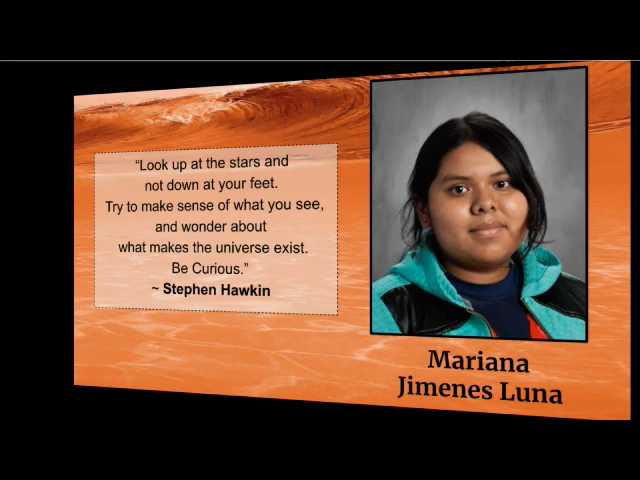 “Look up at the stars and
not down at your feet.
Try to make sense of what you see,
and wonder about
what makes the universe exist.
Be Curious.”
~ Stephen Hawkin
Mariana
Jimenes Luna